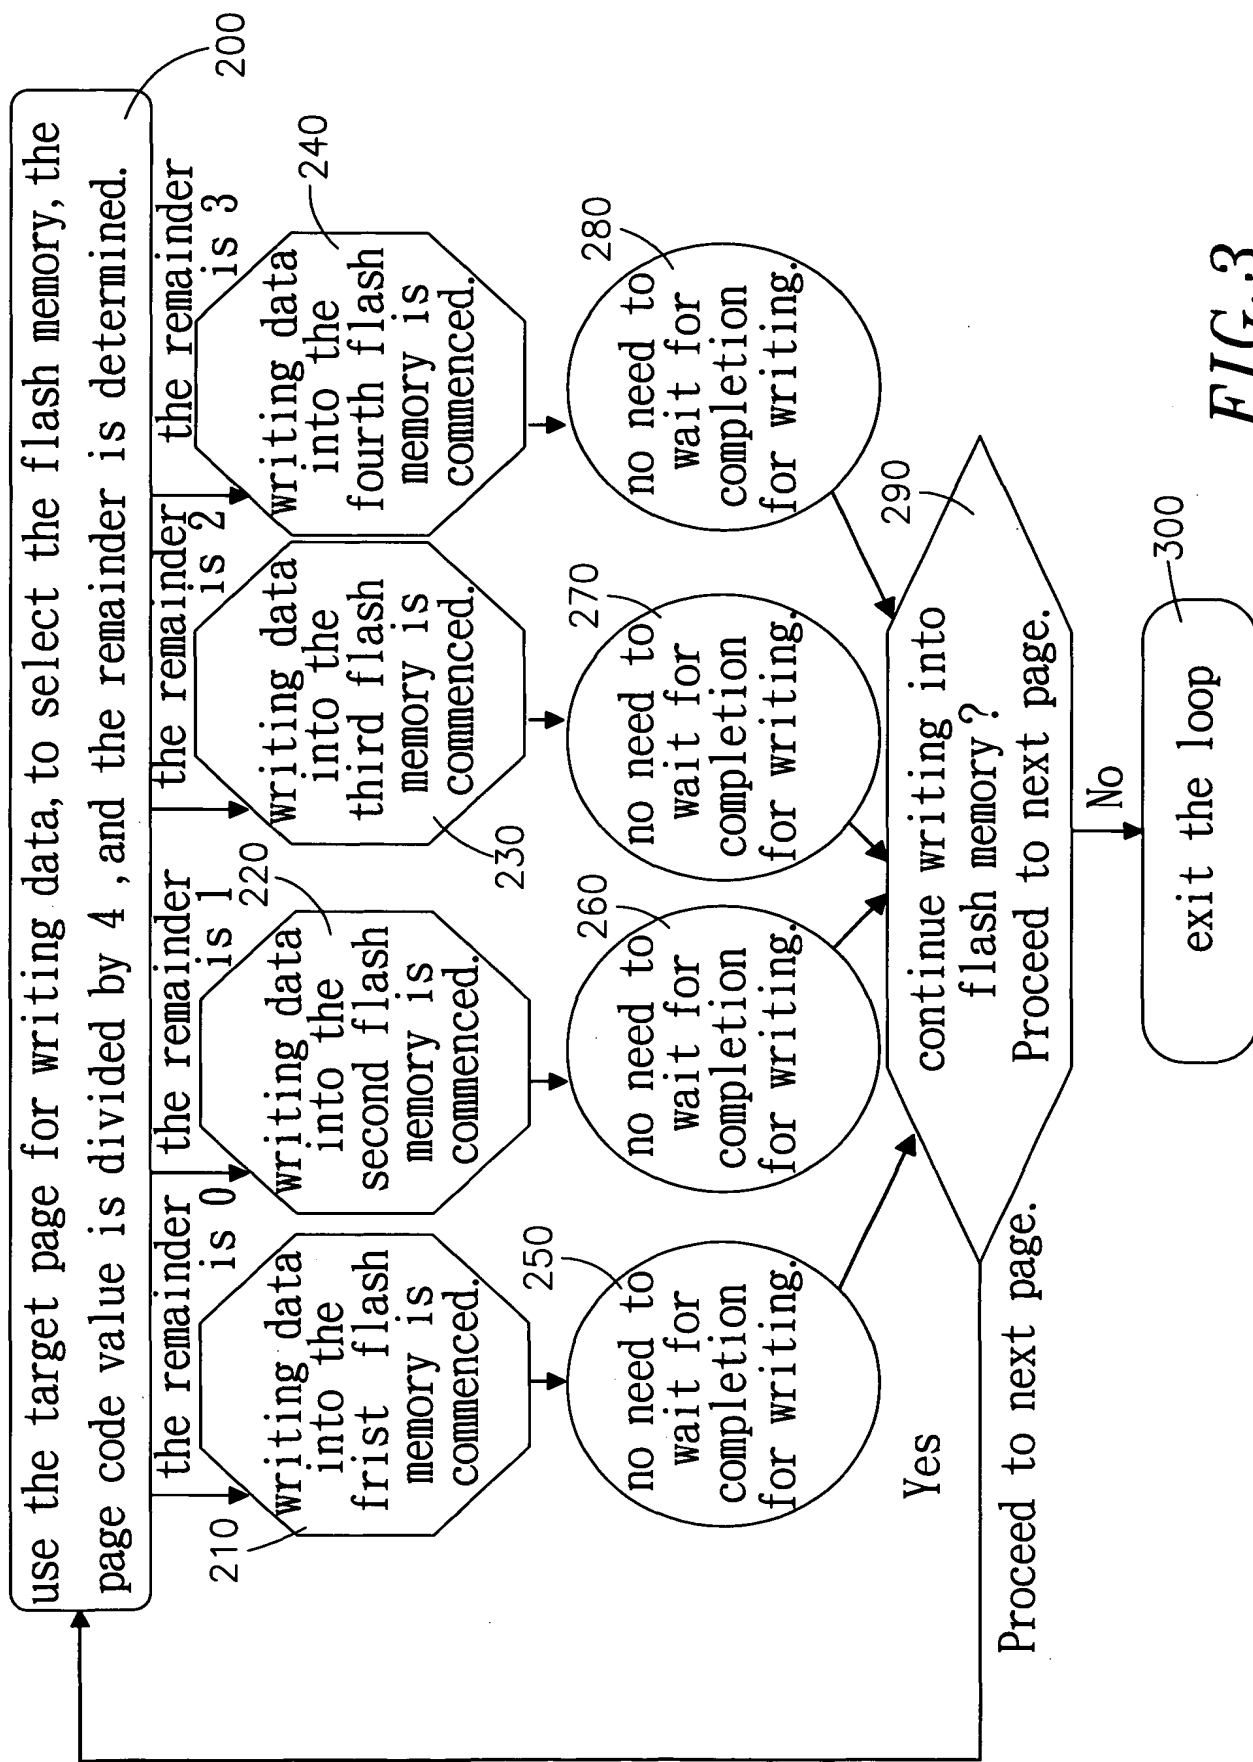 use the target page for writing data, to select the flash memory, the
page code value is divided by 4 ,and the remainder is determined.
200
the remainder
is 0
the remainder
is 1
the remainder
is 2
the remainder
is 3
210
writing data
into the
frist flash
memory is
commenced.
220
writing data
into the
second flash
memory is
commenced.
230
writing data
into the
third flash
memory is
commenced.
240
writing data
into the
fourth flash
memory is
commenced.
250
no need to
wait for
completion
for writing.
260
no need to
wait for
completion
for writing.
270
no need to
wait for
completion
for writing.
280
no need to
wait for
completion
for writing.
290
continue writing into
flash memory?
Proceed to next page.
Yes
Proceed to next page.
No
300
exit the loop
FIG.3